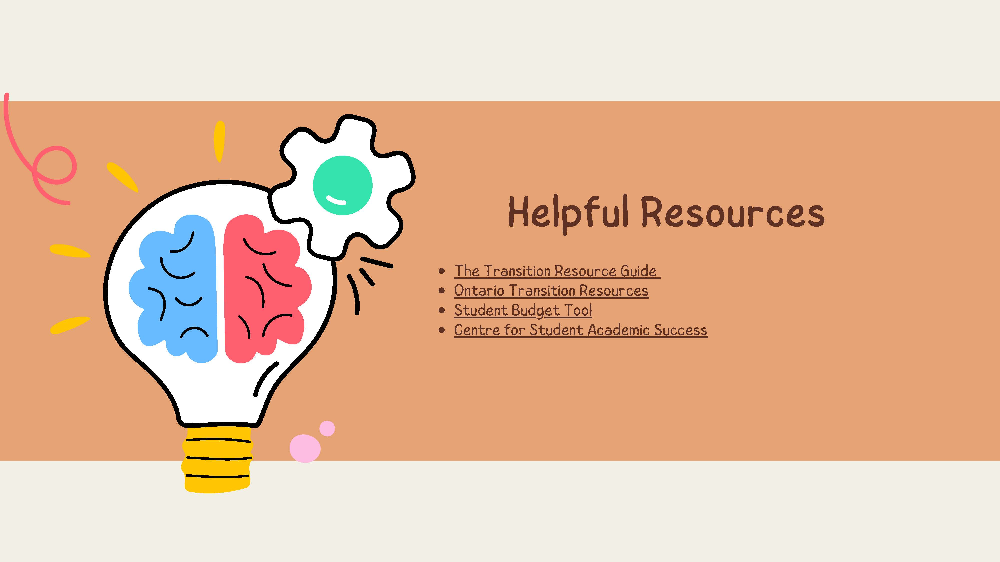 Helpful Resources
• The Transition Resource Guide
• Ontario Transition Resources
• Student Budget Tool
• Centre for Student Academic Success